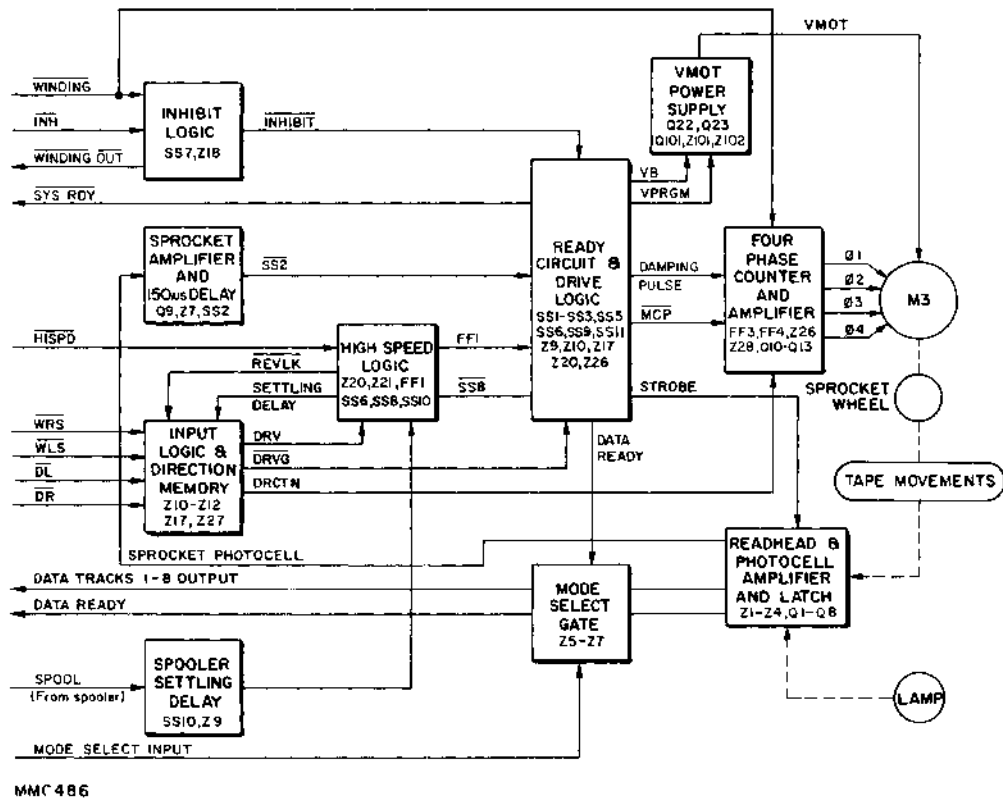 VMOT
WINDING
INH
WINDING OUT
INHIBIT
LOGIC
SS7,Z18
INHIBIT
VMOT
POWER
SUPPLY
Q22,Q23
Q101,Z101,Z102
VB
VPRGM
SYS RDY
SPROCKET
AMPLIFIER
AND
150µs DELAY
Q9,Z7,SS2
SS2
READY
CIRCUIT &
DRIVE
LOGIC
SS1-SS3,SS5
SS6,SS9,SS11
Z9,Z10,Z17
Z20,Z26
DAMPING
PULSE
MCP
FOUR
PHASE
COUNTER
AND
AMPLIFIER
FF3,FF4,Z26
Z28,Q10-Q13
Ø1
Ø2
Ø3
Ø4
M3
HISPD
HIGH SPEED
LOGIC
Z20,Z21,FF1
SS6,SS8,SS10
FF1
SS8
REVLK
SETTLING
DELAY
STROBE
SPROCKET
WHEEL
WRS
WLS
DL
DR
INPUT
LOGIC &
DIRECTION
MEMORY
Z10-Z12
Z17,Z27
DRV
DRVG
DRCTN
DATA
READY
TAPE MOVEMENTS
SPROCKET PHOTOCELL
READHEAD &
PHOTOCELL
AMPLIFIER
AND LATCH
Z1-Z4,Q1-Q8
DATA TRACKS 1-8 OUTPUT
DATA READY
MODE
SELECT
GATE
Z5-Z7
SPOOL
(From spooler)
SPOOLER
SETTLING
DELAY
SS10,Z9
LAMP
MODE SELECT INPUT
MMC486